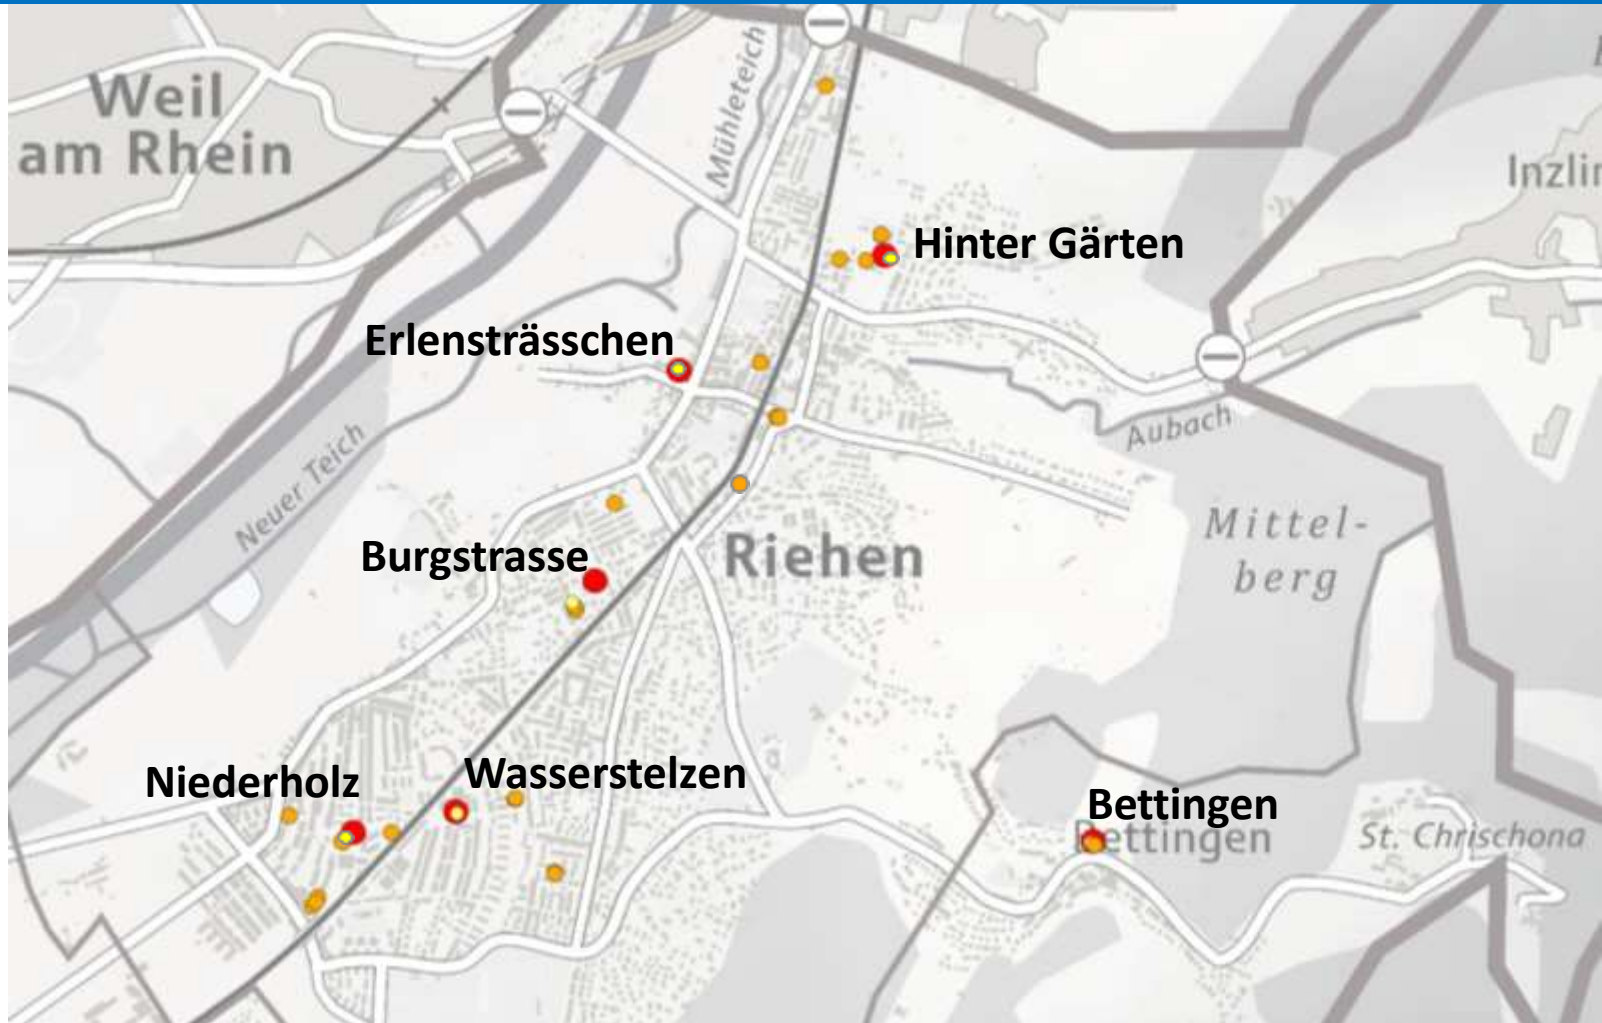 Weil
am Rhein
Mühleteich
Inzlin
Hinter Gärten
Erlensträsschen
Aubach
Neuer Teich
Mittel-
berg
Burgstrasse
Riehen
Niederholz
Wasserstelzen
Bettingen
Bettingen
St. Chrischona